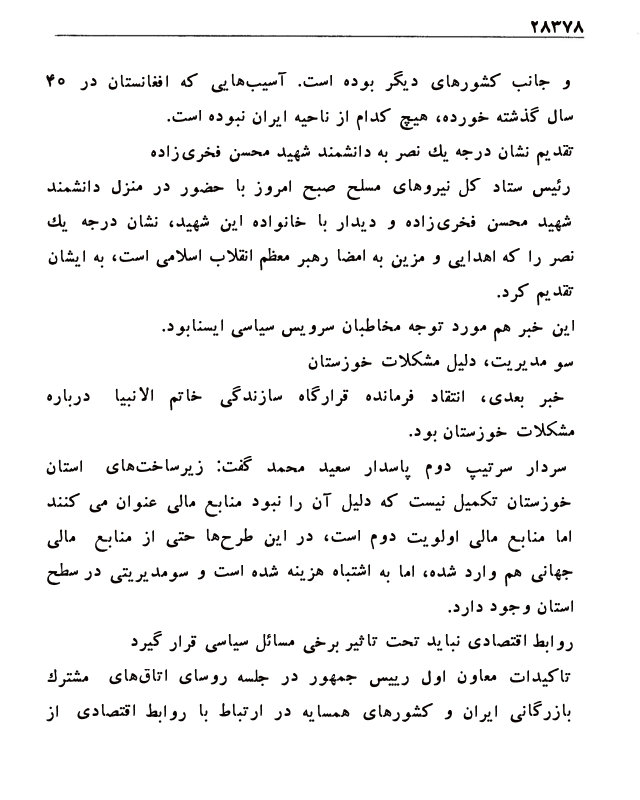 ۲۸۳۷۸
و جانب کشورهای دیگر بوده است. آسیب‌هایی که افغانستان در ۴۰
سال گذشته خورده، هیچ کدام از ناحیه ایران نبوده است.
تقدیم نشان درجه یك نصر به دانشمند شهید محسن فخری‌زاده
رئیس ستاد کل نیروهای مسلح صبح امروز با حضور در منزل دانشمند
شهید محسن فخری‌زاده و دیدار با خانواده این شهید، نشان درجه یك
نصر را که اهدایی و مزین به امضا رهبر معظم انقلاب اسلامی است، به ایشان
تقدیم کرد.
این خبر هم مورد توجه مخاطبان سرویس سیاسی ایسنابود.
سو مدیریت، دلیل مشکلات خوزستان
خبر بعدی، انتقاد فرمانده قرارگاه سازندگی خاتم الانبیا درباره
مشکلات خوزستان بود.
سردار سرتیپ دوم پاسدار سعید محمد گفت: زیرساخت‌های استان
خوزستان تکمیل نیست که دلیل آن را نبود منابع مالی عنوان می کنند
اما منابع مالی اولویت دوم است، در این طرح‌ها حتی از منابع مالی
جهانی هم وارد شده، اما به اشتباه هزینه شده است و سومدیریتی در سطح
استان وجود دارد.
روابط اقتصادی نباید تحت تاثیر برخی مسائل سیاسی قرار گیرد
تاکیدات معاون اول رییس جمهور در جلسه روسای اتاق‌های مشترك
بازرگانی ایران و کشورهای همسایه در ارتباط با روابط اقتصادی از